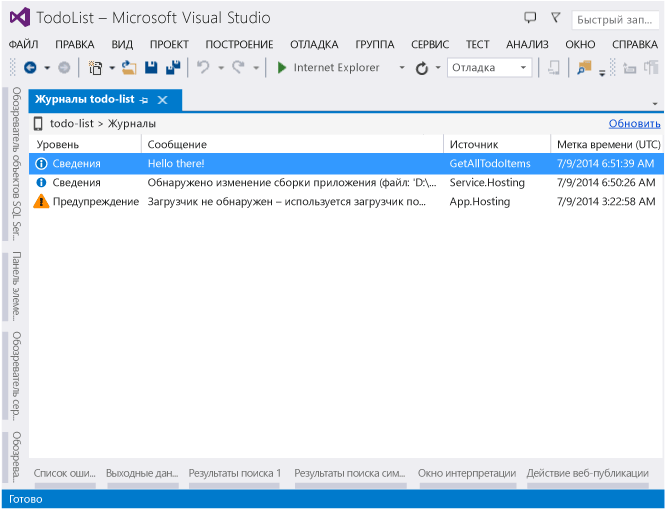 TodoList – Microsoft Visual Studio
Быстрый зап...
ФАЙЛ ПРАВКА ВИД ПРОЕКТ ПОСТРОЕНИЕ ОТЛАДКА ГРУППА СЕРВИС ТЕСТ АНАЛИЗ ОКНО СПРАВКА
Internet Explorer
Отладка
Журналы todo-list
todo-list > Журналы
Обновить
Уровень Сообщение Источник Метка времени (UTC)
Сведения Hello there! GetAllTodoItems 7/9/2014 6:51:39 AM
Сведения Обнаружено изменение сборки приложения (файл: 'D:\,... Service.Hosting 7/9/2014 6:50:26 AM
Предупреждение Загрузчик не обнаружен – используется загрузчик по... App.Hosting 7/9/2014 3:22:58 AM
Обозреватель объектов SQL Ser...
Панель элеме...
Обозреватель сер...
Обозрева...
Список оши... Выходные дан... Результаты поиска 1 Результаты поиска сим... Окно интерпретации Действие веб-публикации
Готово